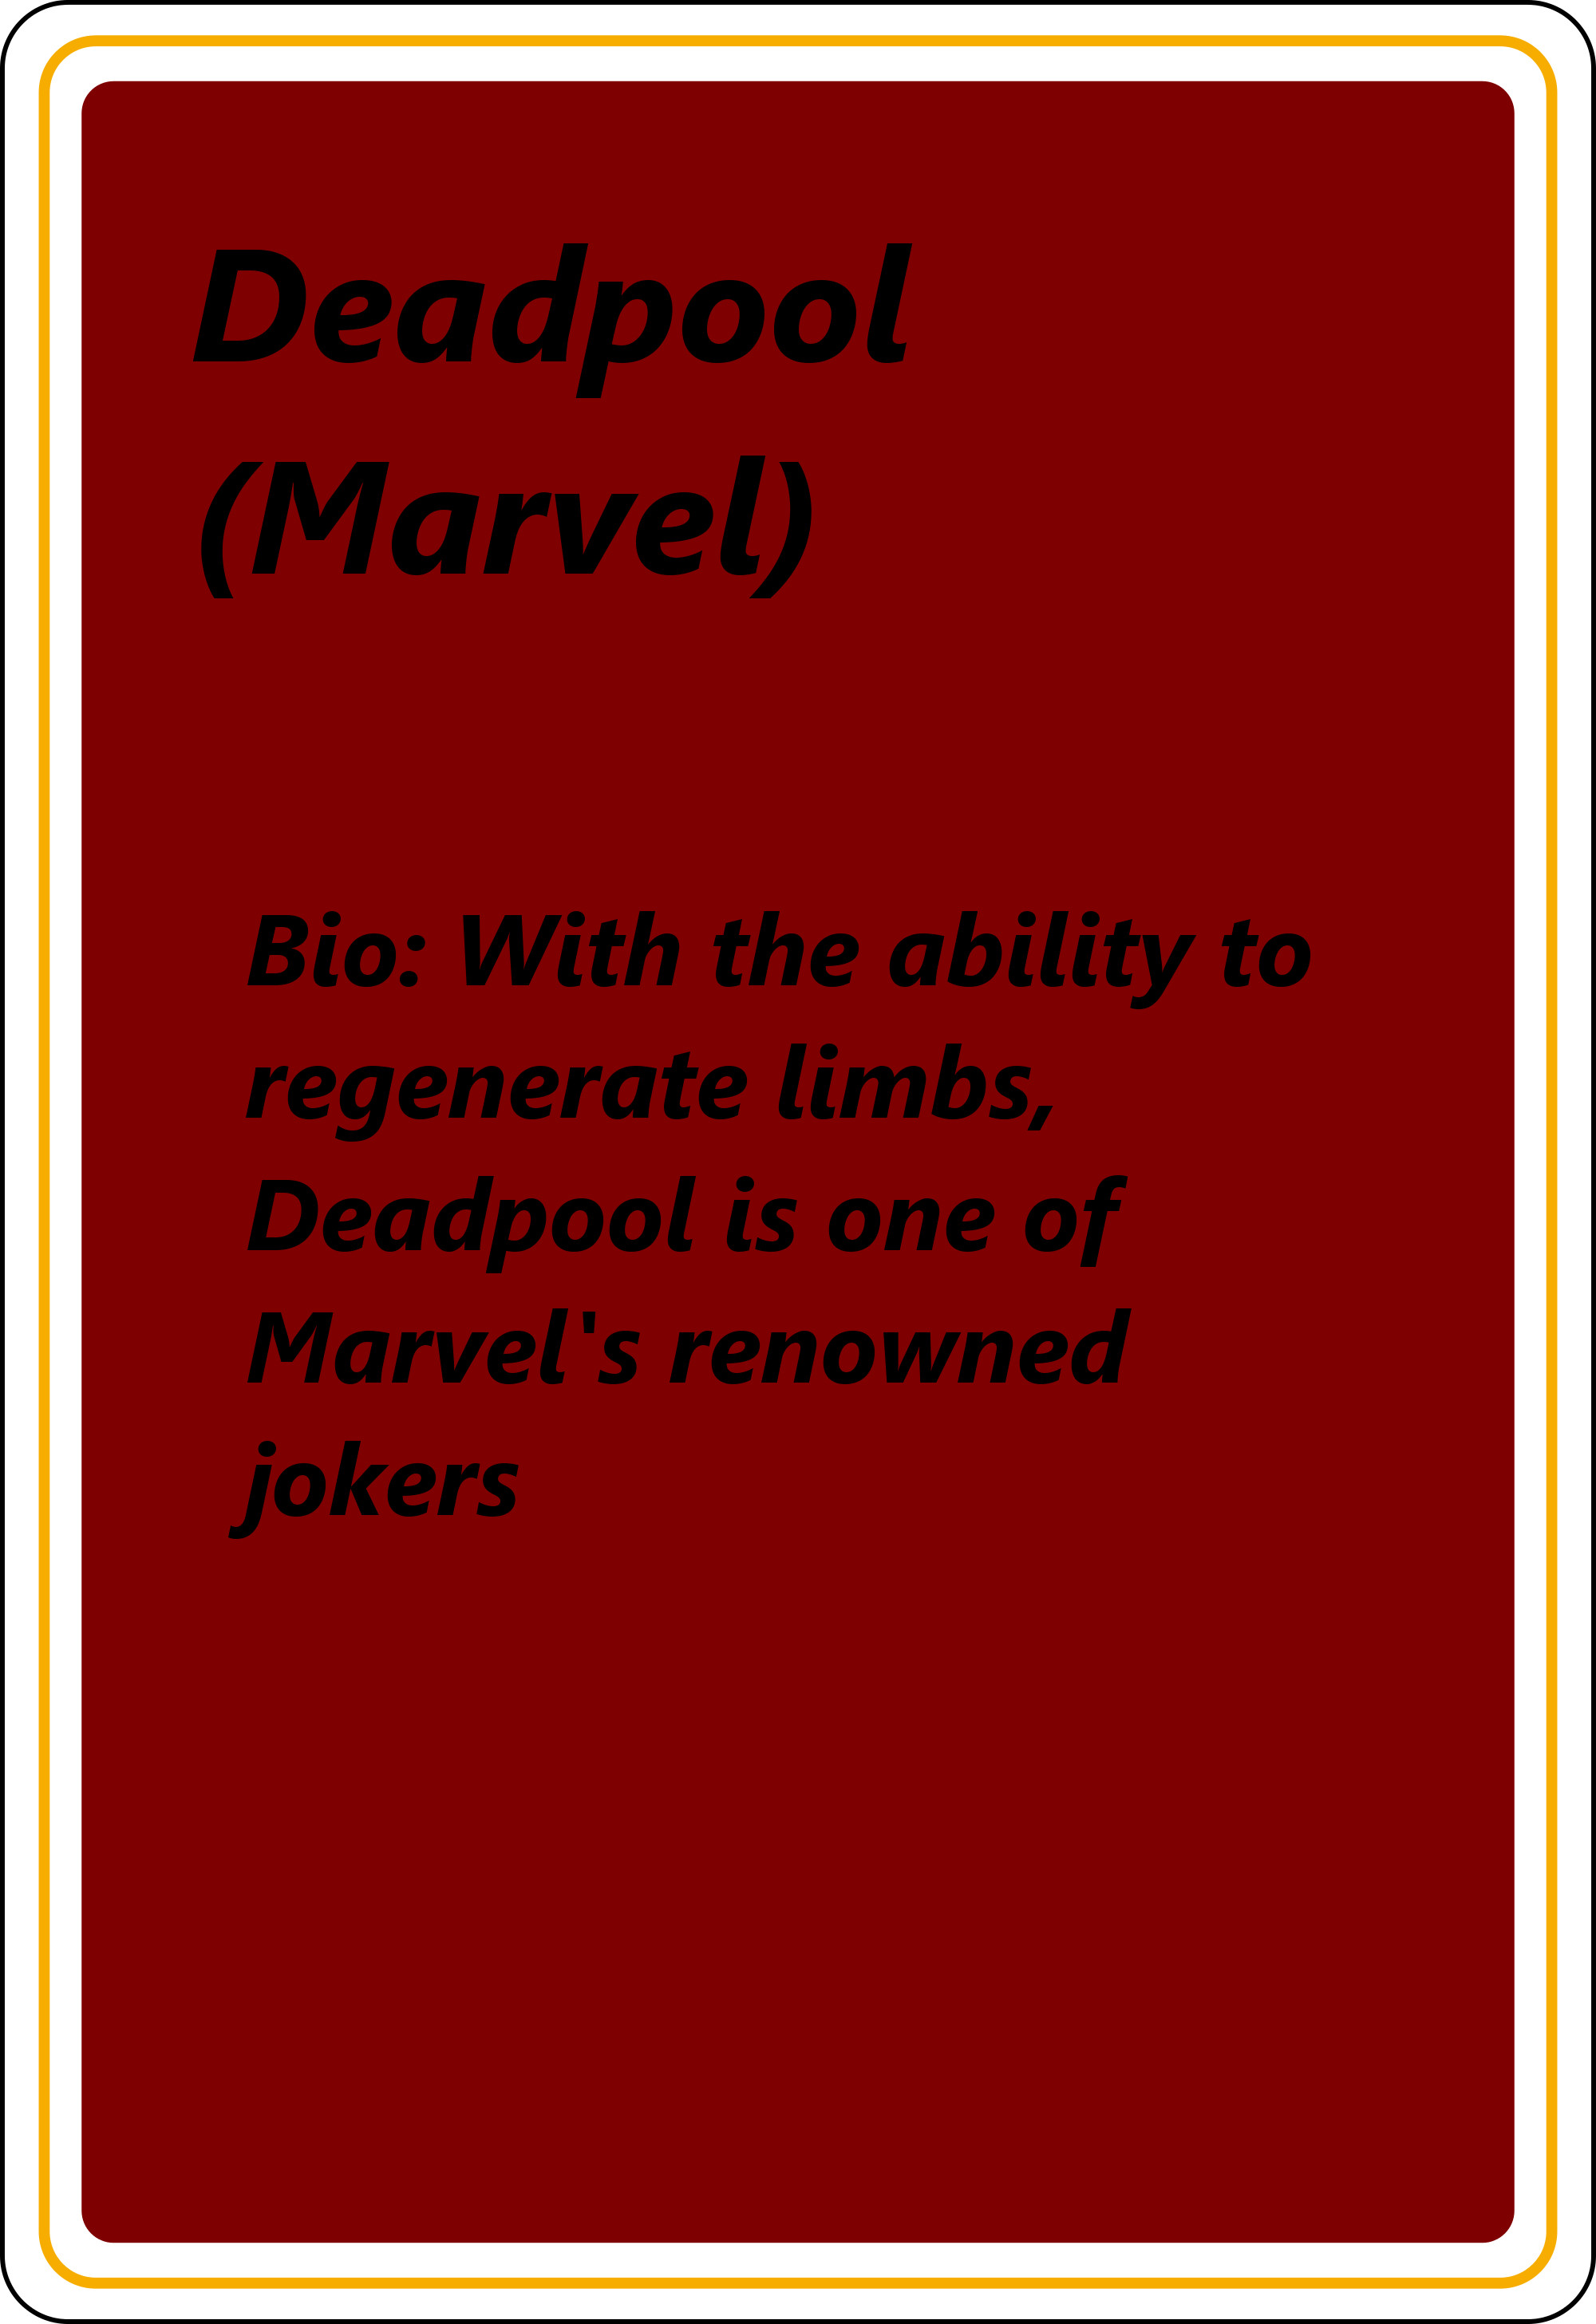 Deadpool
(Marvel)
Bio: With the ability to
regenerate limbs,
Deadpool is one of
Marvel's renowned
jokers